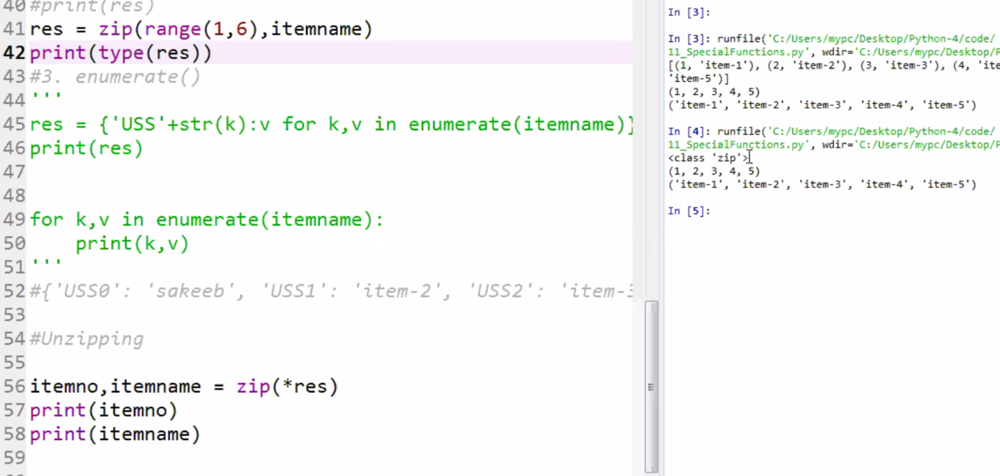 40 #print(res)
41 res = zip(range(1,6),itemname)
42 print(type(res))
43 #3. enumerate()
44 '''
45 res = {'USS'+str(k):v for k,v in enumerate(itemname)}
46 print(res)
47
48
49 for k,v in enumerate(itemname):
50     print(k,v)
51 '''
52 #{'USS0': 'sakeeb', 'USS1': 'item-2', 'USS2': 'item-3
53
54 #Unzipping
55
56 itemno,itemname = zip(*res)
57 print(itemno)
58 print(itemname)
59
In [3]:
In [3]: runfile('C:/Users/mypc/Desktop/Python-4/code/
11_SpecialFunctions.py', wdir='C:/Users/mypc/Desktop/P
[(1, 'item-1'), (2, 'item-2'), (3, 'item-3'), (4, 'ite
'item-5')]
(1, 2, 3, 4, 5)
('item-1', 'item-2', 'item-3', 'item-4', 'item-5')
In [4]: runfile('C:/Users/mypc/Desktop/Python-4/code/
11_SpecialFunctions.py', wdir='C:/Users/mypc/Desktop/P
<class 'zip'>
(1, 2, 3, 4, 5)
('item-1', 'item-2', 'item-3', 'item-4', 'item-5')
In [5]: